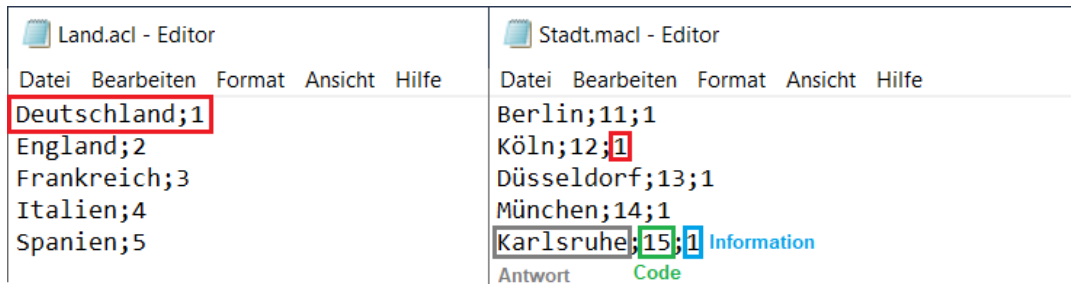 Land.acl - Editor
Datei Bearbeiten Format Ansicht Hilfe
Deutschland;1
England;2
Frankreich;3
Italien;4
Spanien;5
Stadt.macl - Editor
Datei Bearbeiten Format Ansicht Hilfe
Berlin;11;1
Köln;12;1
Düsseldorf;13;1
München;14;1
Karlsruhe;15;1 Information
Antwort Code